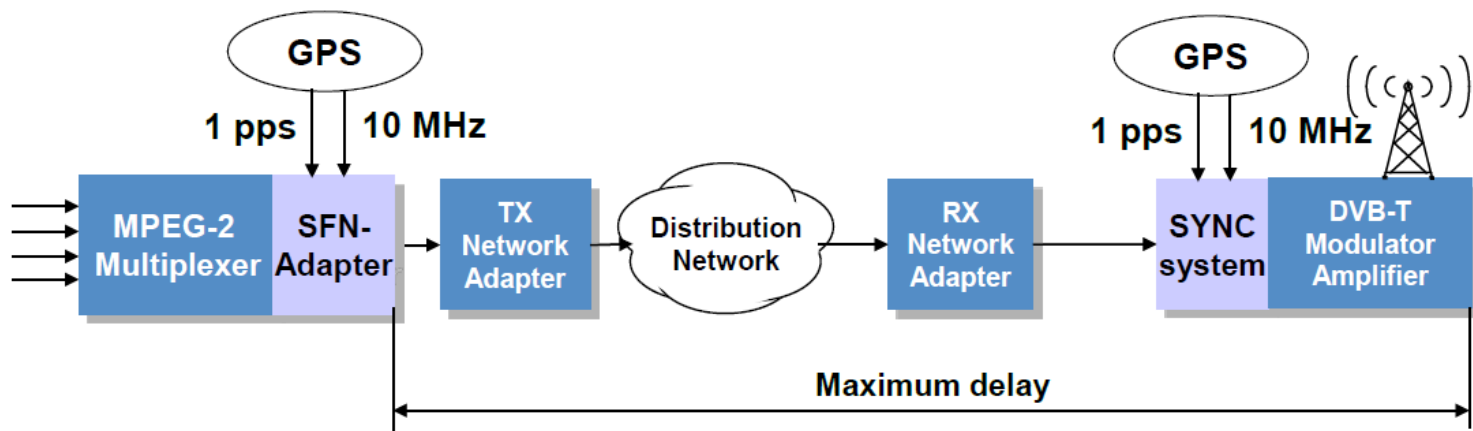 GPS
GPS
1 pps
10 MHz
1 pps
10 MHz
MPEG-2
Multiplexer
SFN-
Adapter
TX
Network
Adapter
Distribution
Network
RX
Network
Adapter
SYNC
system
DVB-T
Modulator
Amplifier
Maximum delay